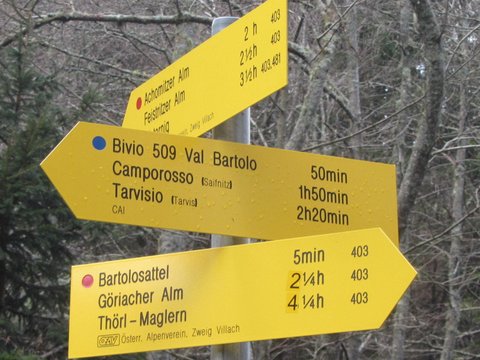 Achomitzer Alm 2 h 403
Feistritzer Alm 2½ h 403
3½ h 403.481
Zweig Villach
Bivio 509 Val Bartolo 50min
Camporosso (Saifnitz) 1h50min
Tarvisio (Tarvis) 2h20min
CAI
Bartolosattel 5min 403
Göriacher Alm 2¼h 403
Thörl-Maglern 4¼h 403
OAV Österr. Alpenverein, Zweig Villach